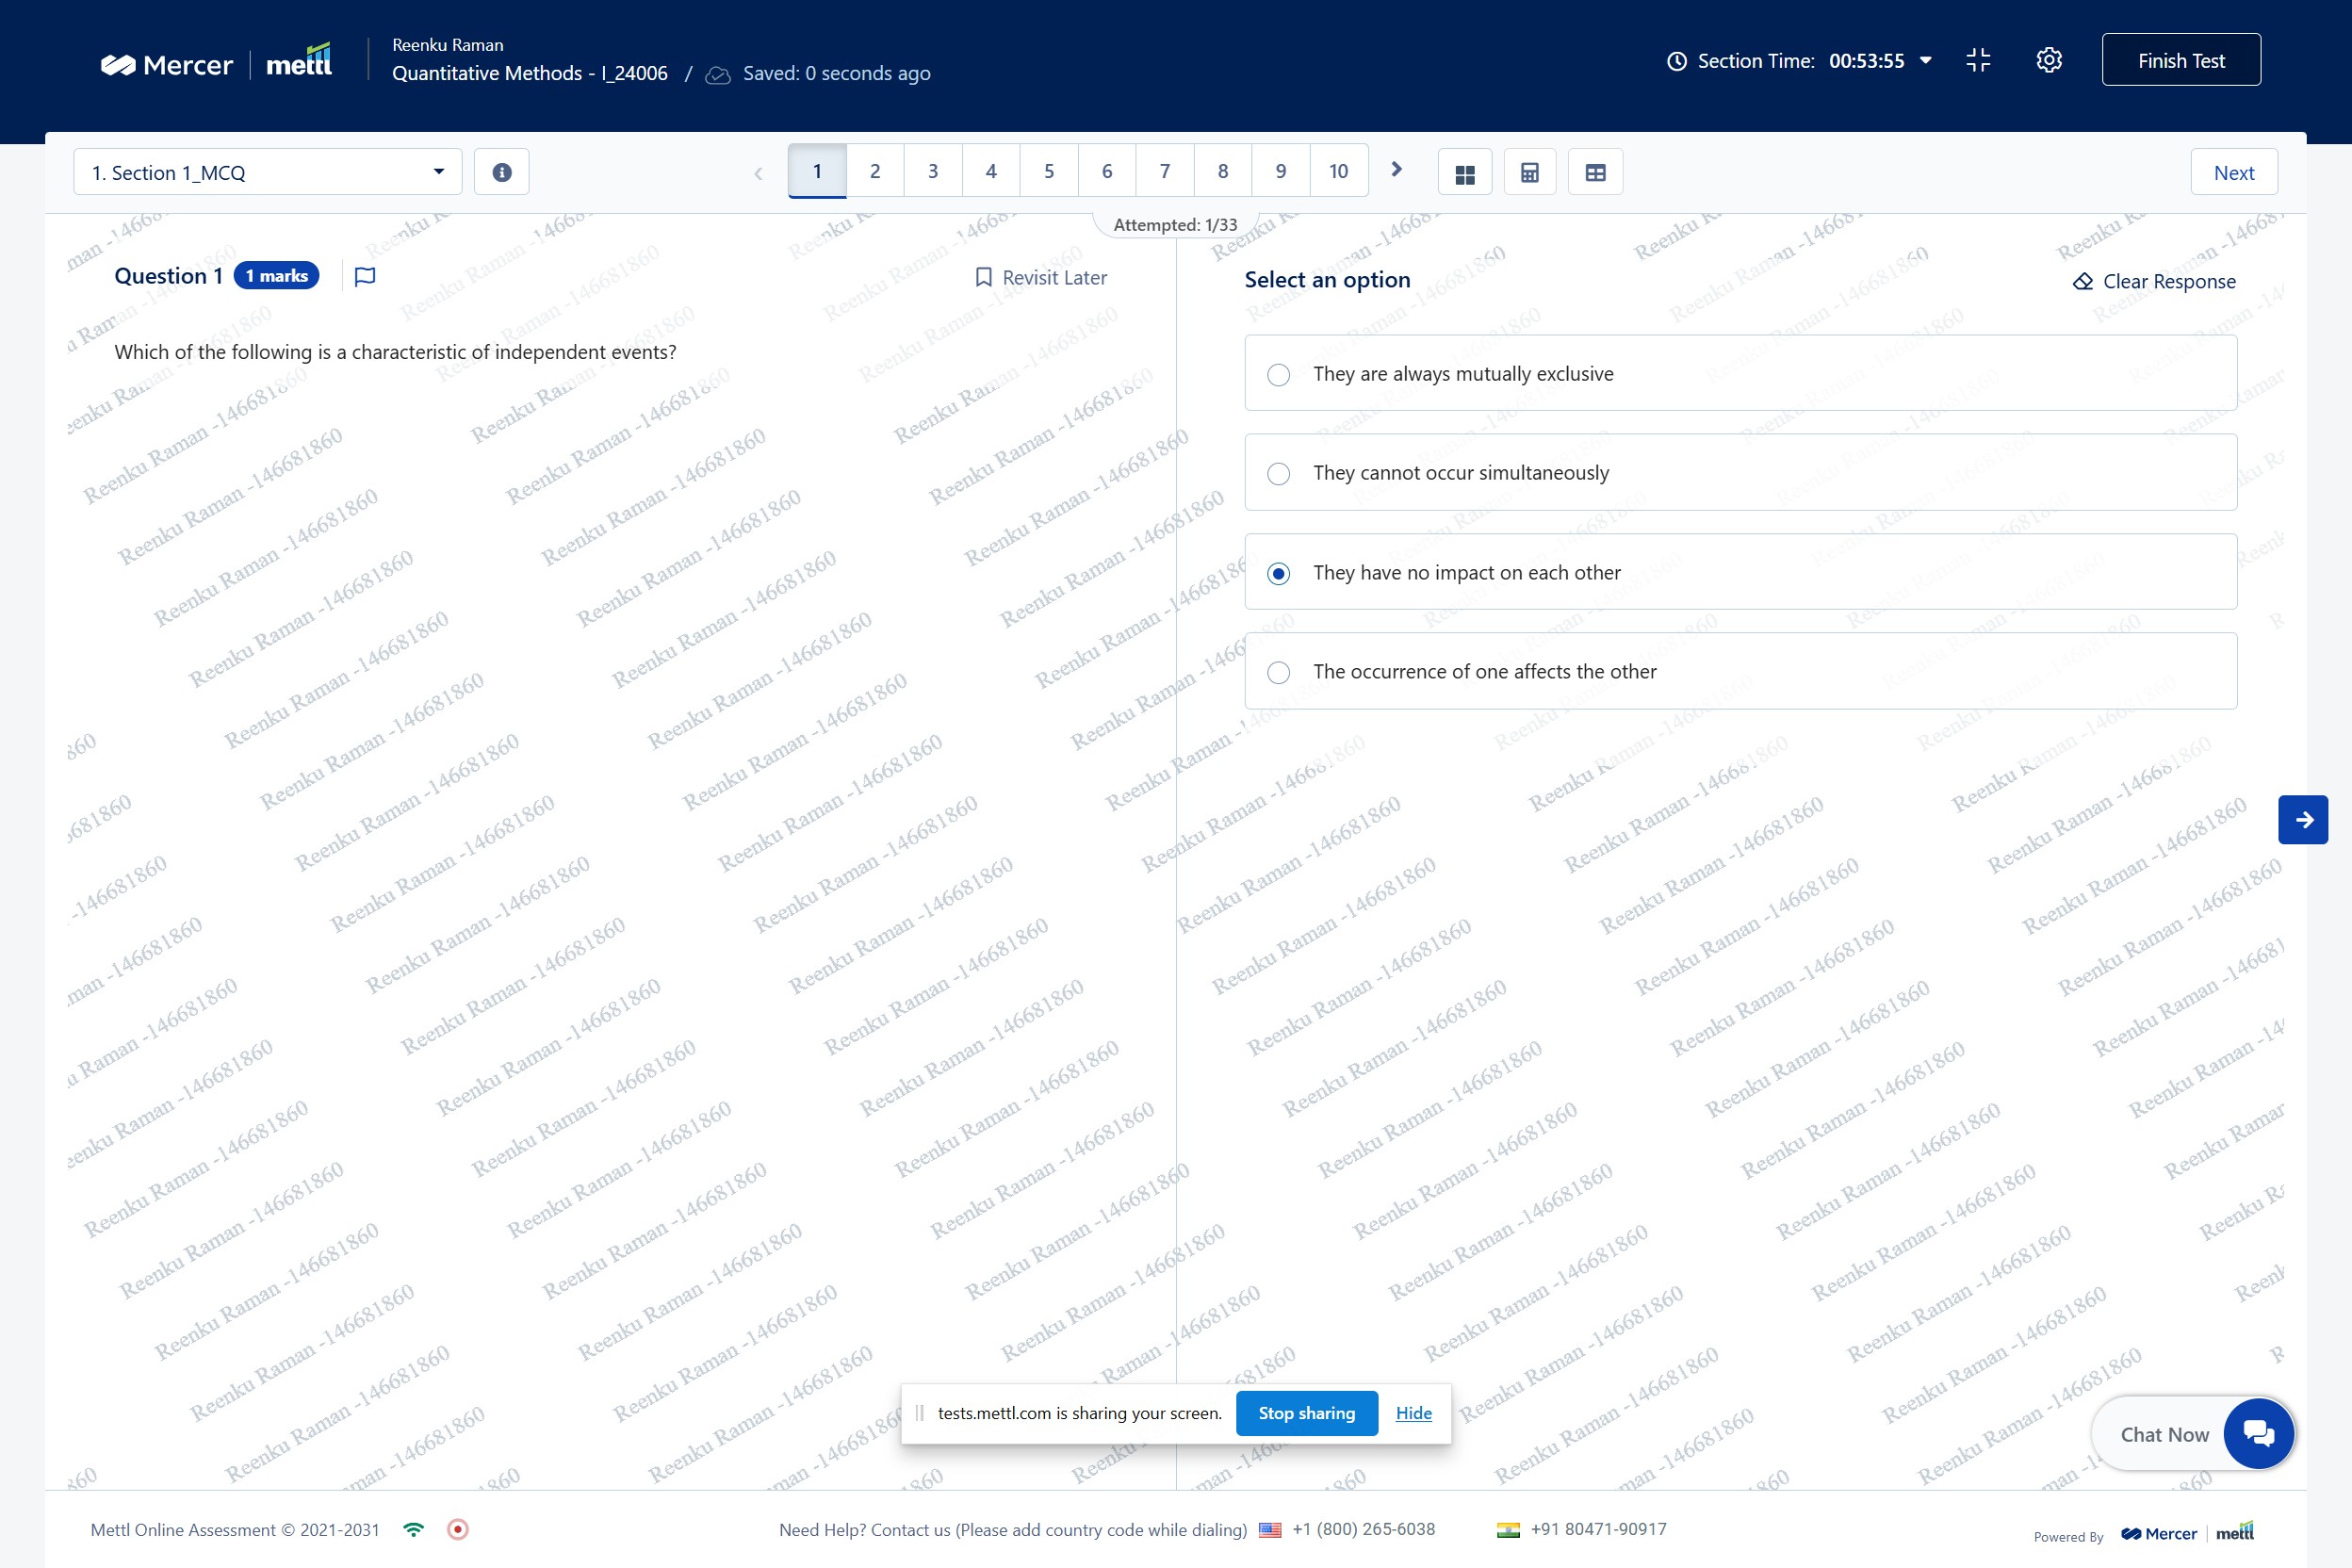 Mercer | mettl
Reenku Raman
Quantitative Methods - I_24006 / Saved: 0 seconds ago
Section Time: 00:53:55
Finish Test
1. Section 1_MCQ
1 2 3 4 5 6 7 8 9 10
Next
Attempted: 1/33
Question 1 1 marks
Revisit Later
Which of the following is a characteristic of independent events?
Select an option
Clear Response
They are always mutually exclusive
They cannot occur simultaneously
They have no impact on each other
The occurrence of one affects the other
Reenku Raman -146681860
tests.mettl.com is sharing your screen. Stop sharing Hide
Chat Now
Mettl Online Assessment © 2021-2031
Need Help? Contact us (Please add country code while dialing) +1 (800) 265-6038 +91 80471-90917
Powered By Mercer | mettl